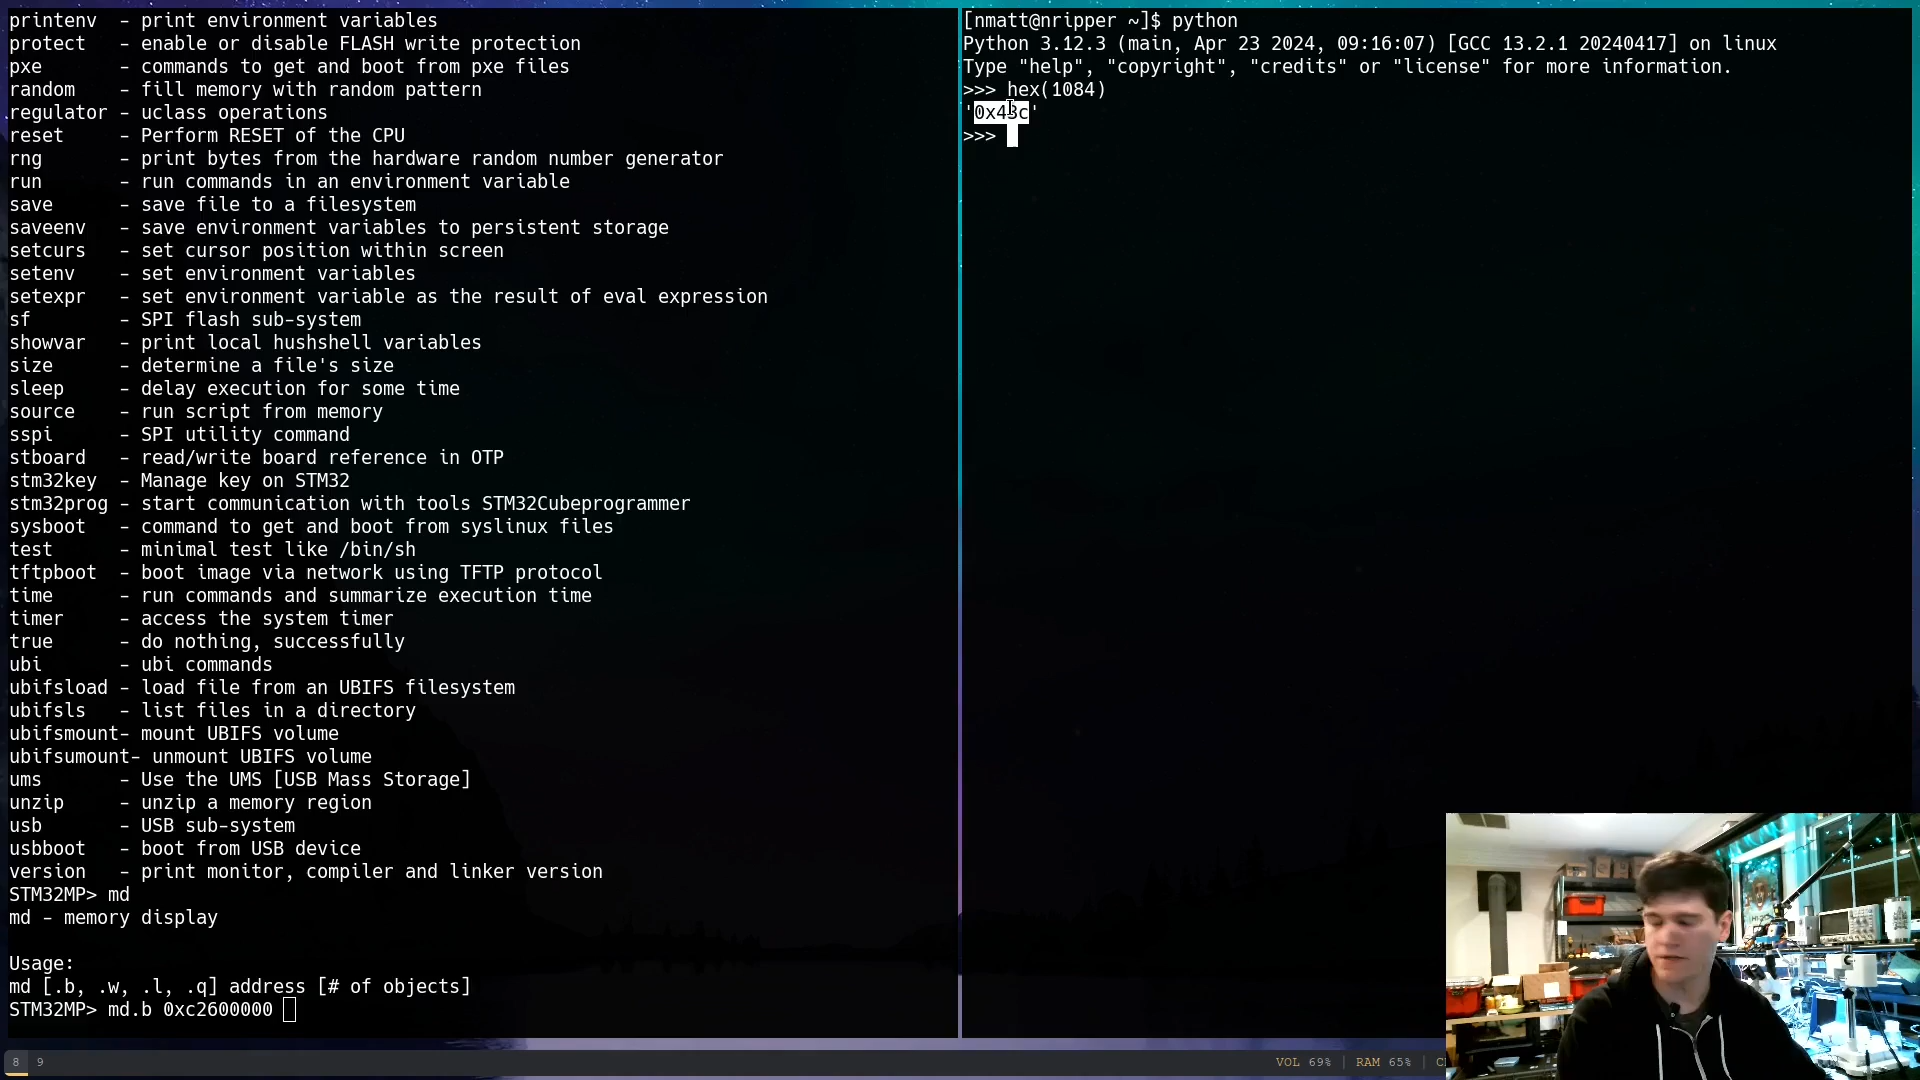 printenv  - print environment variables
protect   - enable or disable FLASH write protection
pxe       - commands to get and boot from pxe files
random    - fill memory with random pattern
regulator - uclass operations
reset     - Perform RESET of the CPU
rng       - print bytes from the hardware random number generator
run       - run commands in an environment variable
save      - save file to a filesystem
saveenv   - save environment variables to persistent storage
setcurs   - set cursor position within screen
setenv    - set environment variables
setexpr   - set environment variable as the result of eval expression
sf        - SPI flash sub-system
showvar   - print local hushshell variables
size      - determine a file's size
sleep     - delay execution for some time
source    - run script from memory
sspi      - SPI utility command
stboard   - read/write board reference in OTP
stm32key  - Manage key on STM32
stm32prog - start communication with tools STM32Cubeprogrammer
sysboot   - command to get and boot from syslinux files
test      - minimal test like /bin/sh
tftpboot  - boot image via network using TFTP protocol
time      - run commands and summarize execution time
timer     - access the system timer
true      - do nothing, successfully
ubi       - ubi commands
ubifsload - load file from an UBIFS filesystem
ubifsls   - list files in a directory
ubifsmount- mount UBIFS volume
ubifsumount- unmount UBIFS volume
ums       - Use the UMS [USB Mass Storage]
unzip     - unzip a memory region
usb       - USB sub-system
usbboot   - boot from USB device
version   - print monitor, compiler and linker version
STM32MP> md
md - memory display

Usage:
md [.b, .w, .l, .q] address [# of objects]
STM32MP> md.b 0xc2600000
[nmatt@nripper ~]$ python
Python 3.12.3 (main, Apr 23 2024, 09:16:07) [GCC 13.2.1 20240417] on linux
Type "help", "copyright", "credits" or "license" for more information.
>>> hex(1084)
'0x43c'
>>>
8 9
VOL 69% | RAM 65% | C